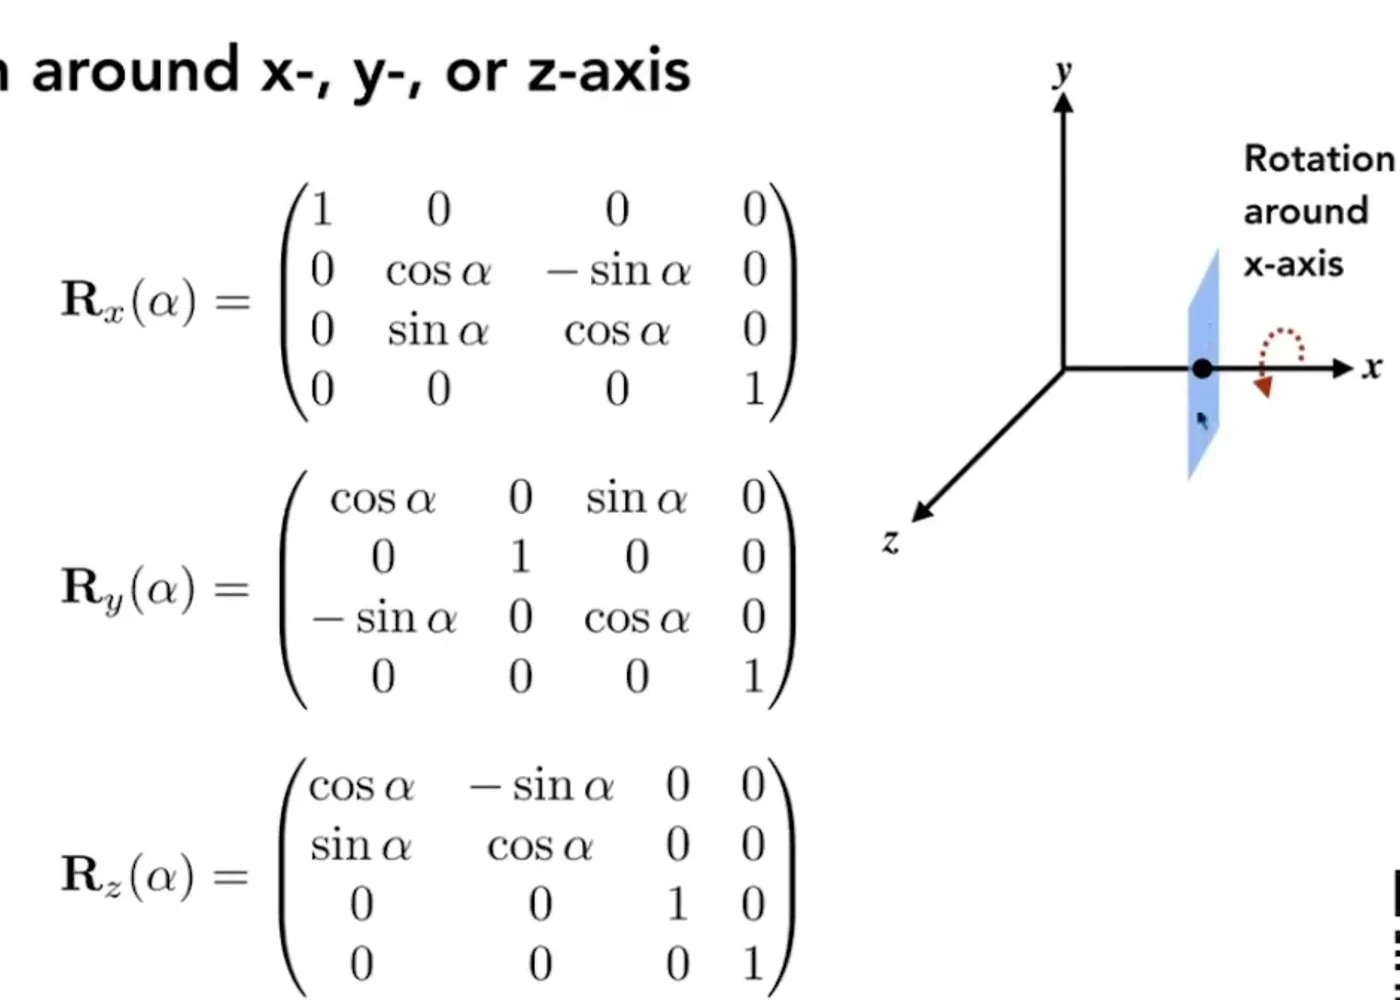 n around x-, y-, or z-axis
R_x(α) = 
1 0 0 0
0 cos α − sin α 0
0 sin α cos α 0
0 0 0 1
R_y(α) = 
cos α 0 sin α 0
0 1 0 0
− sin α 0 cos α 0
0 0 0 1
R_z(α) = 
cos α − sin α 0 0
sin α cos α 0 0
0 0 1 0
0 0 0 1
y
Rotation
around
x-axis
x
z